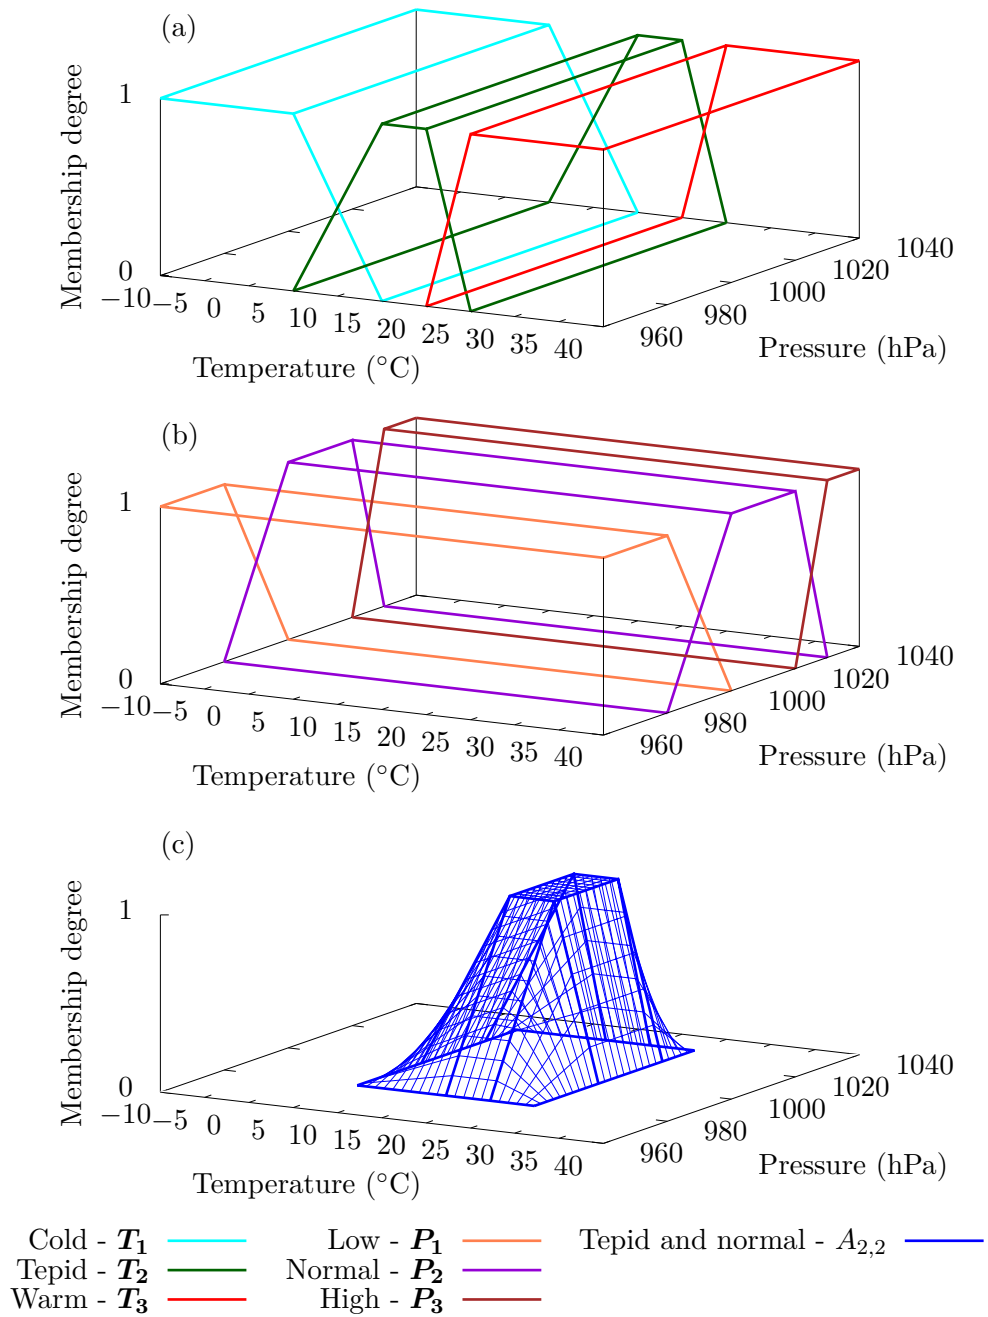 (a)
Membership degree
1
0
−10 −5 0 5 10 15 20 25 30 35 40
Temperature (°C)
960 980 1000 1020 1040
Pressure (hPa)
(b)
Membership degree
1
0
−10 −5 0 5 10 15 20 25 30 35 40
Temperature (°C)
960 980 1000 1020 1040
Pressure (hPa)
(c)
Membership degree
1
0
−10 −5 0 5 10 15 20 25 30 35 40
Temperature (°C)
960 980 1000 1020 1040
Pressure (hPa)
Cold - T1
Tepid - T2
Warm - T3
Low - P1
Normal - P2
High - P3
Tepid and normal - A2,2